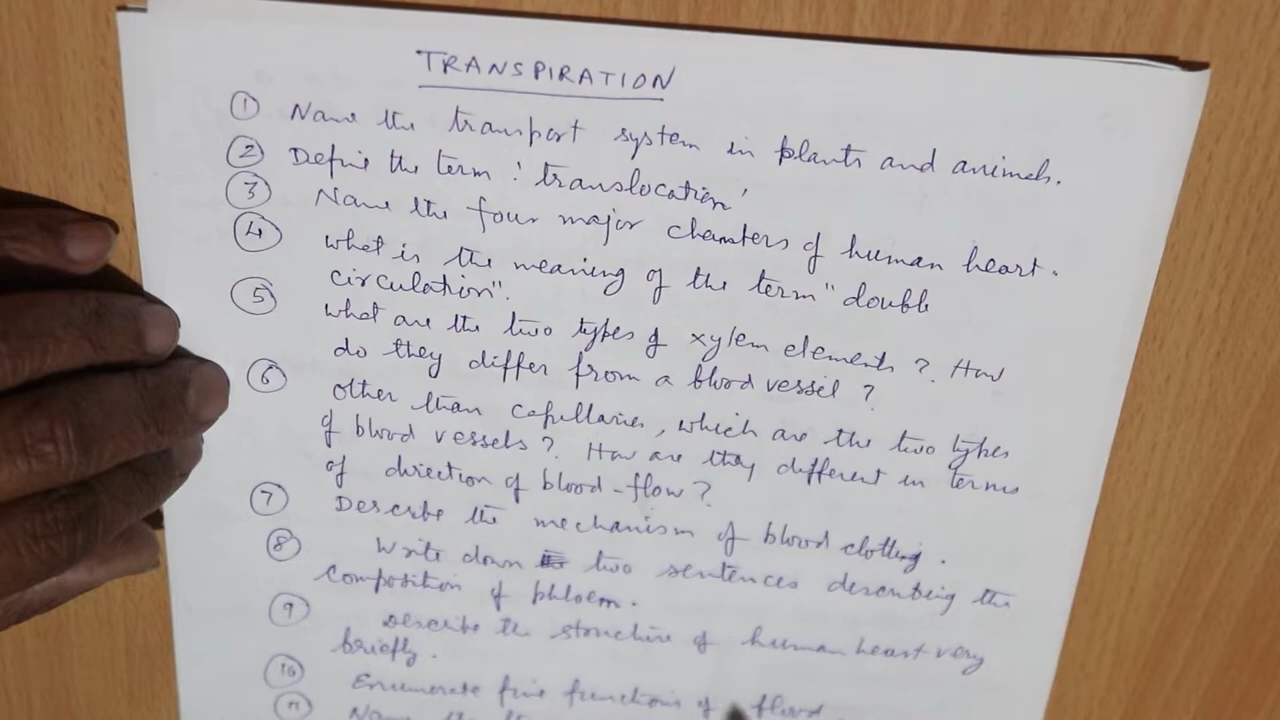 TRANSPIRATION
① Name the transport system in plants and animals.
② Define the term : 'translocation'
③ Name the four major chambers of human heart.
④ what is the meaning of the term "double
circulation".
⑤ what are the two types of xylem elements ? How
do they differ from a blood vessel ?
⑥ other than capillaries, which are the two types
of blood vessels ? How are they different in terms
of direction of blood-flow ?
⑦ Describe the mechanism of blood clotting.
⑧ Write down two sentences describing the
composition of phloem.
⑨ Describe the structure of human heart very
briefly.
⑩ Enumerate five functions of blood
⑪ Name the